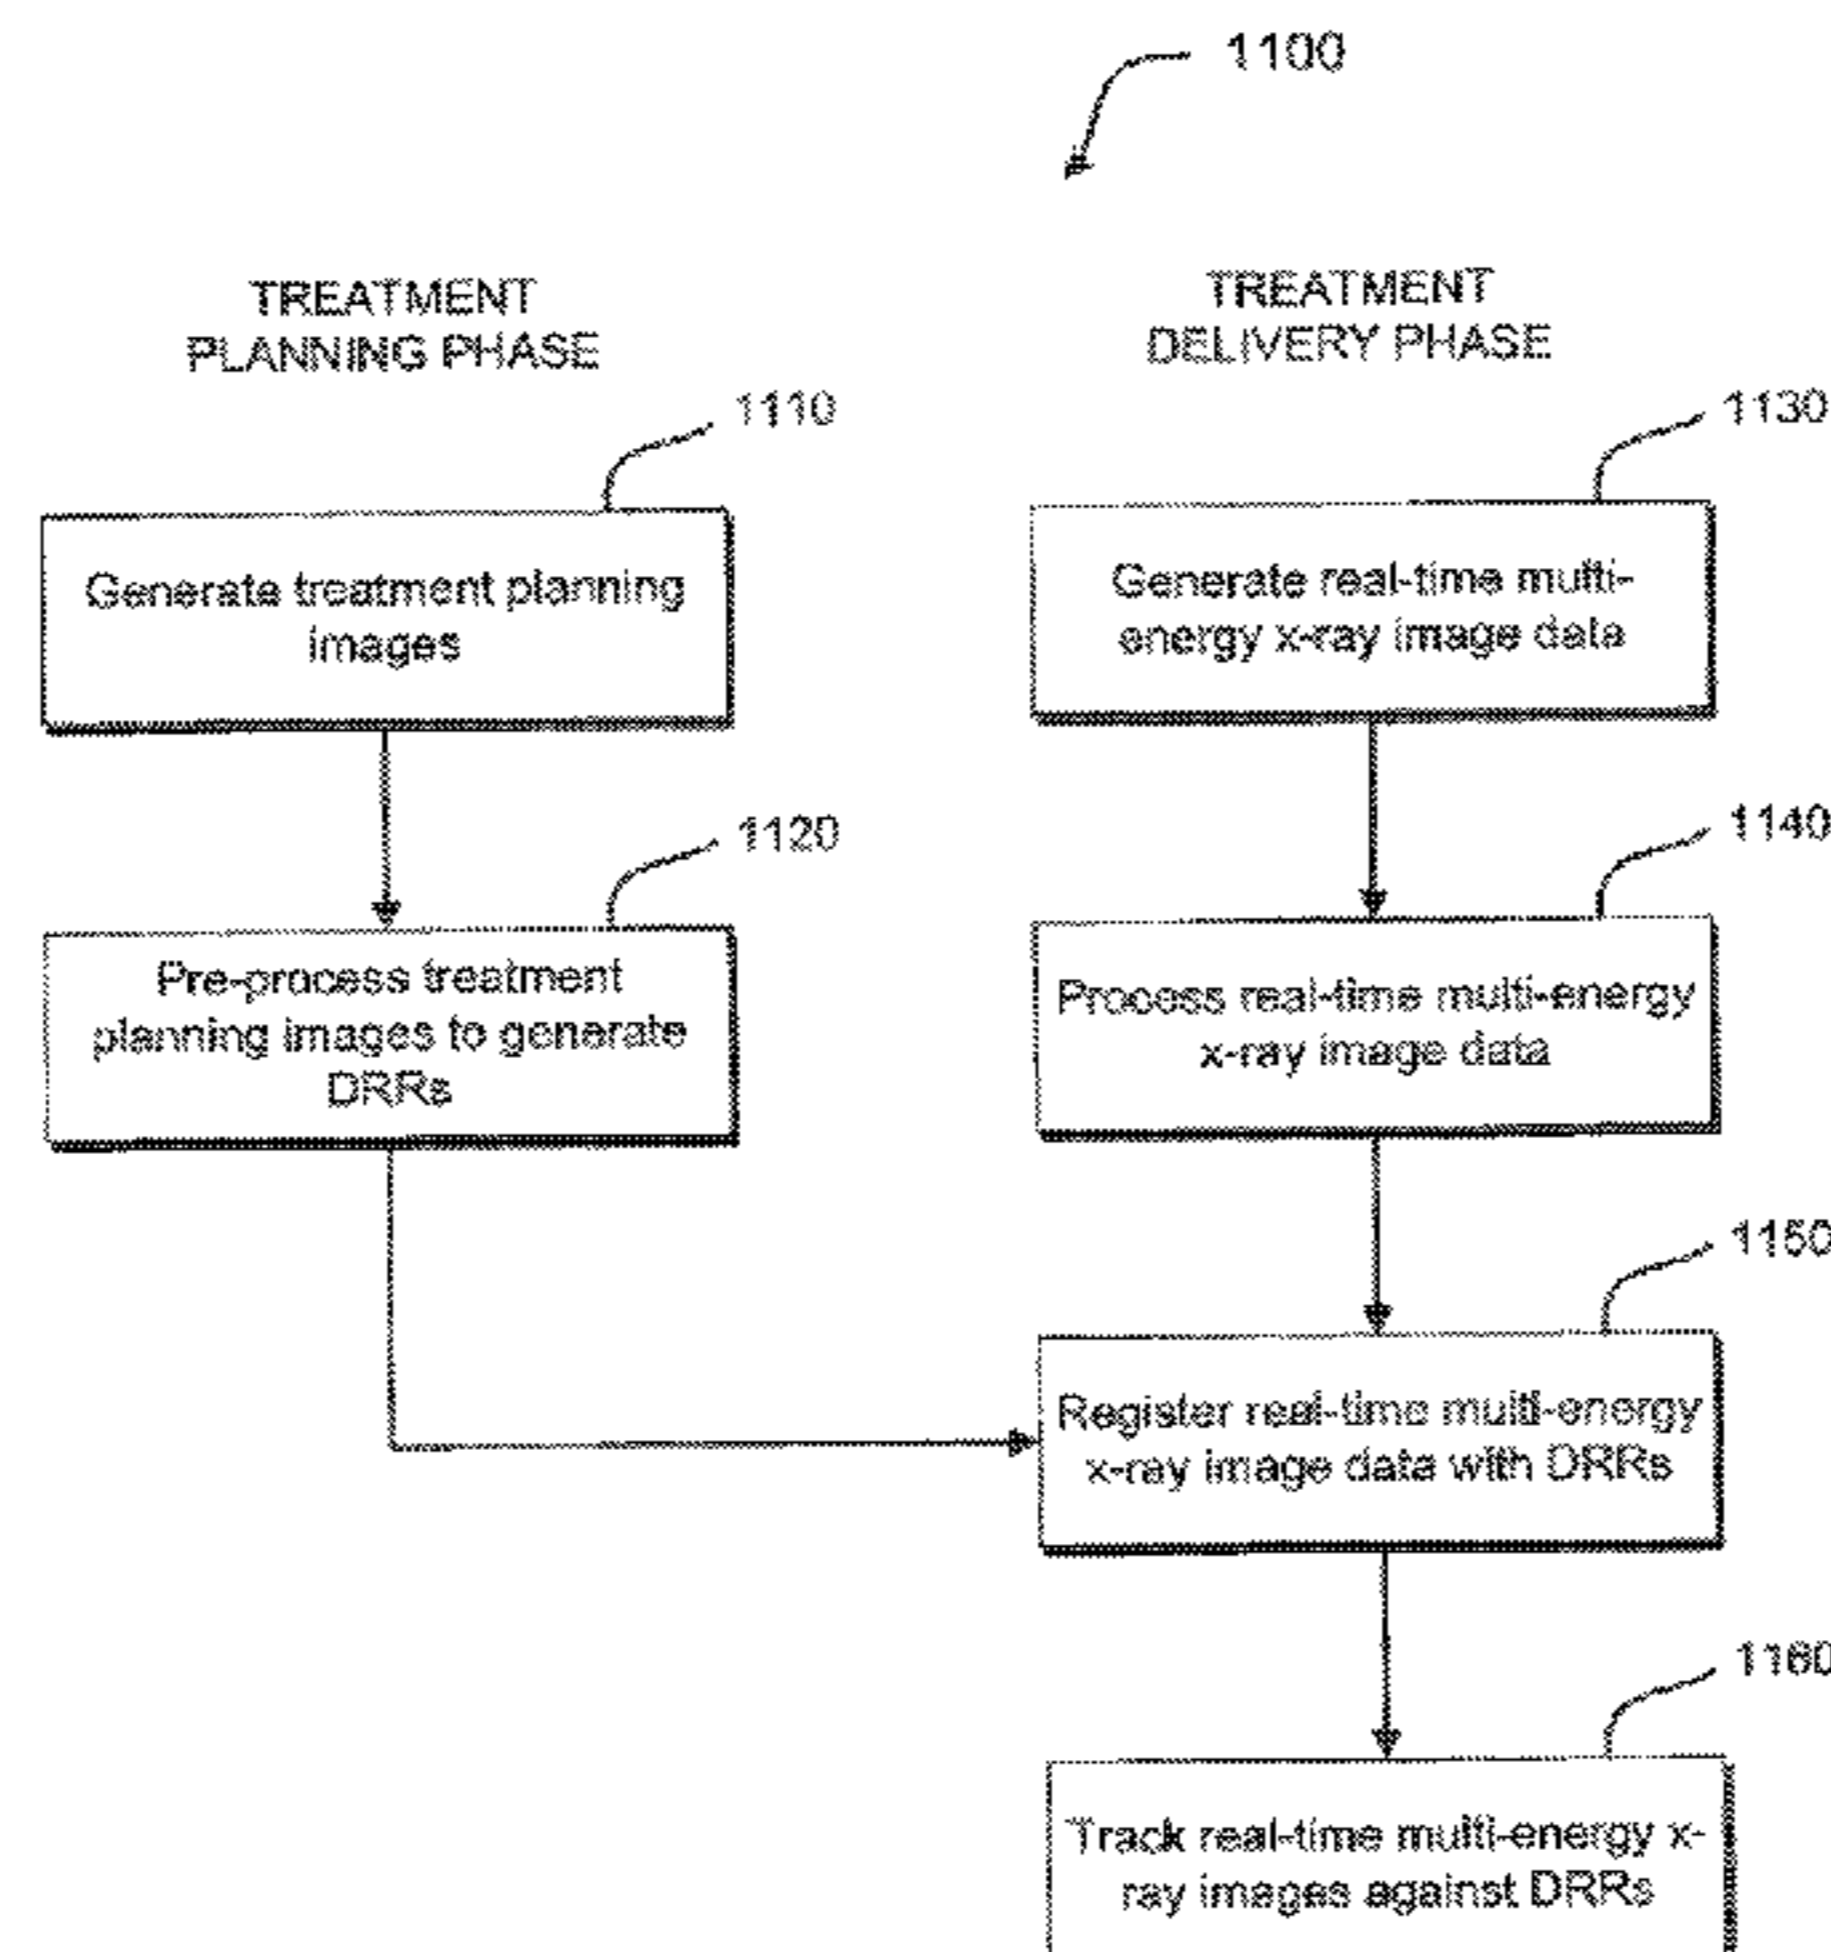 1100
TREATMENT
PLANNING PHASE
1110
Generate treatment planning
images
1120
Pre-process treatment
planning images to generate
DRRs
TREATMENT
DELIVERY PHASE
1130
Generate real-time multi-
energy x-ray image data
1140
Process real-time multi-energy
x-ray image data
1150
Register real-time multi-energy
x-ray image data with DRRs
1160
Track real-time multi-energy x-
ray images against DRRs